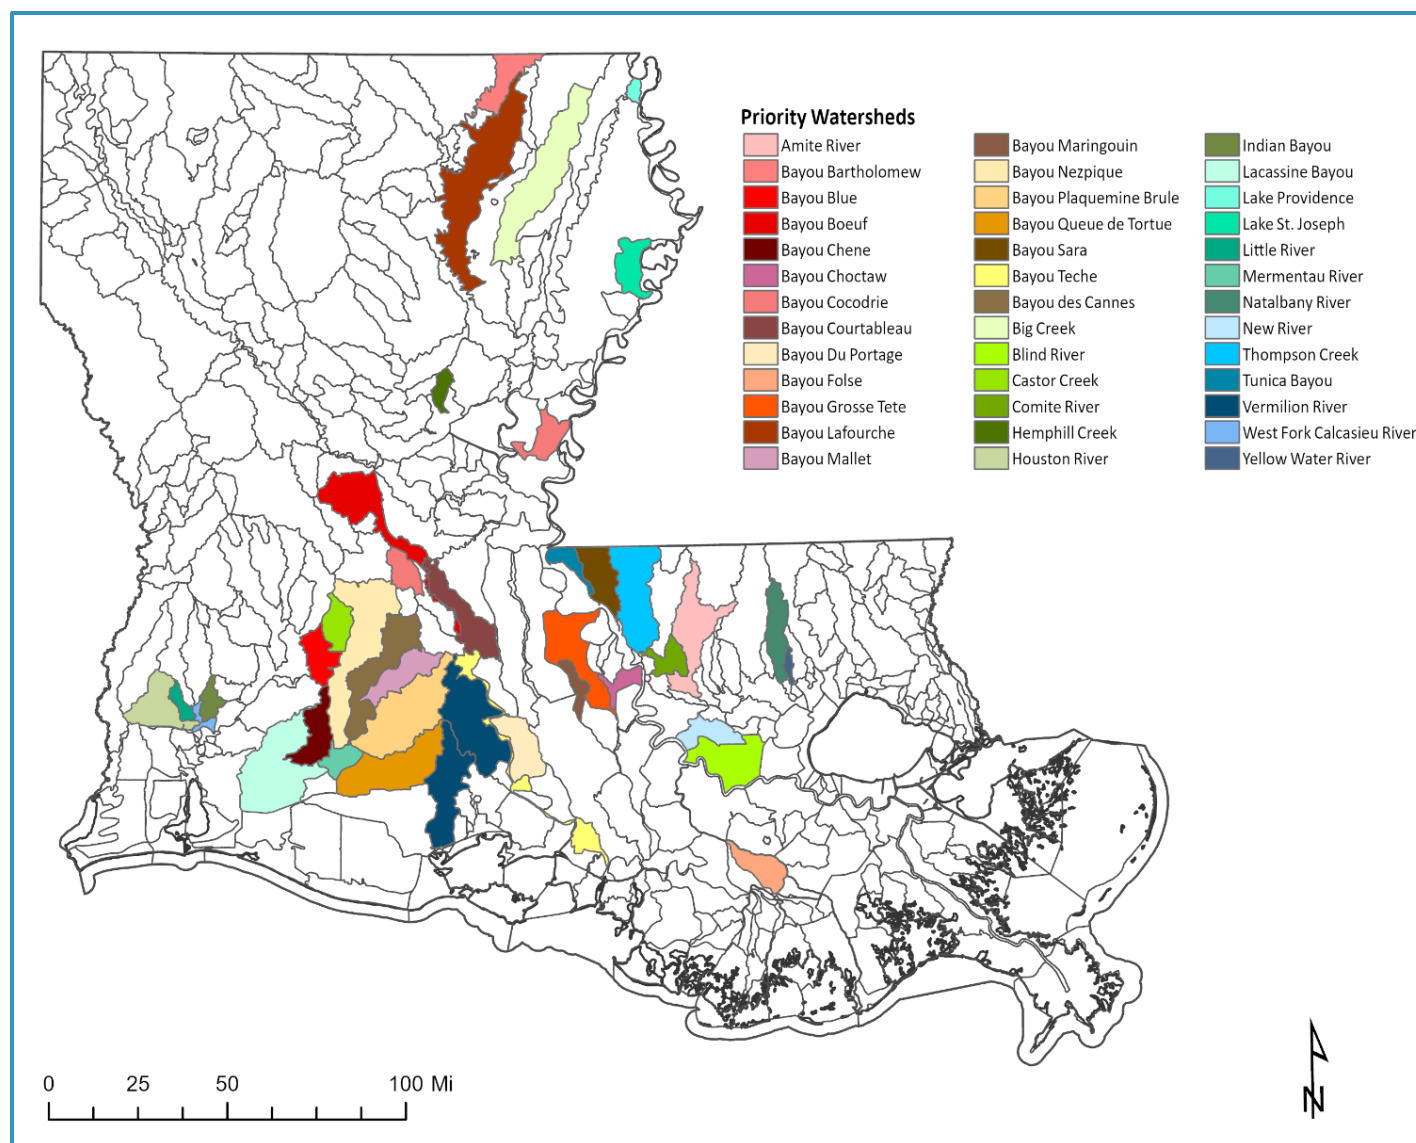 Priority Watersheds
Amite River
Bayou Bartholomew
Bayou Blue
Bayou Boeuf
Bayou Chene
Bayou Choctaw
Bayou Cocodrie
Bayou Courtableau
Bayou Du Portage
Bayou Folse
Bayou Grosse Tete
Bayou Lafourche
Bayou Mallet
Bayou Maringouin
Bayou Nezpique
Bayou Plaquemine Brule
Bayou Queue de Tortue
Bayou Sara
Bayou Teche
Bayou des Cannes
Big Creek
Blind River
Castor Creek
Comite River
Hemphill Creek
Houston River
Indian Bayou
Lacassine Bayou
Lake Providence
Lake St. Joseph
Little River
Mermentau River
Natalbany River
New River
Thompson Creek
Tunica Bayou
Vermilion River
West Fork Calcasieu River
Yellow Water River
0 25 50 100 Mi
N